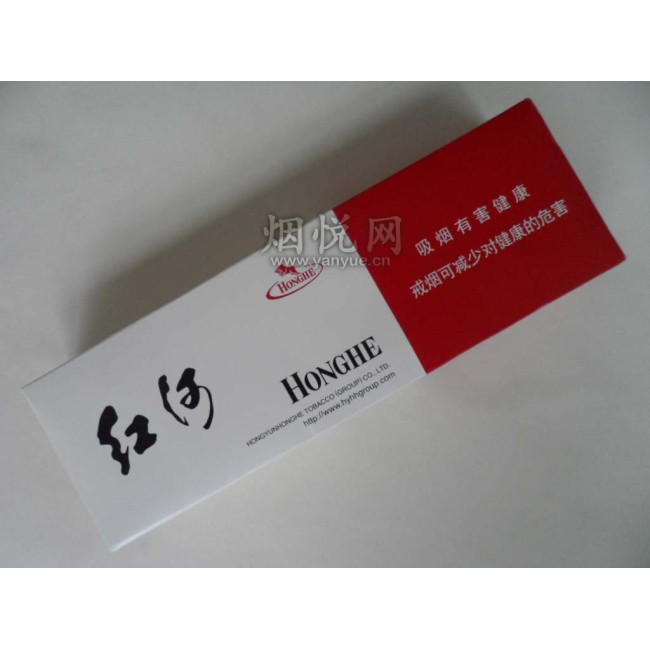 吸烟有害健康
戒烟可减少对健康的危害
烟悦网
www.yanyue.cn
HONGHE
HONGHE
HONGYUNHONGHE TOBACCO (GROUP) CO., LTD.
http://www.hyhhgroup.com
红河